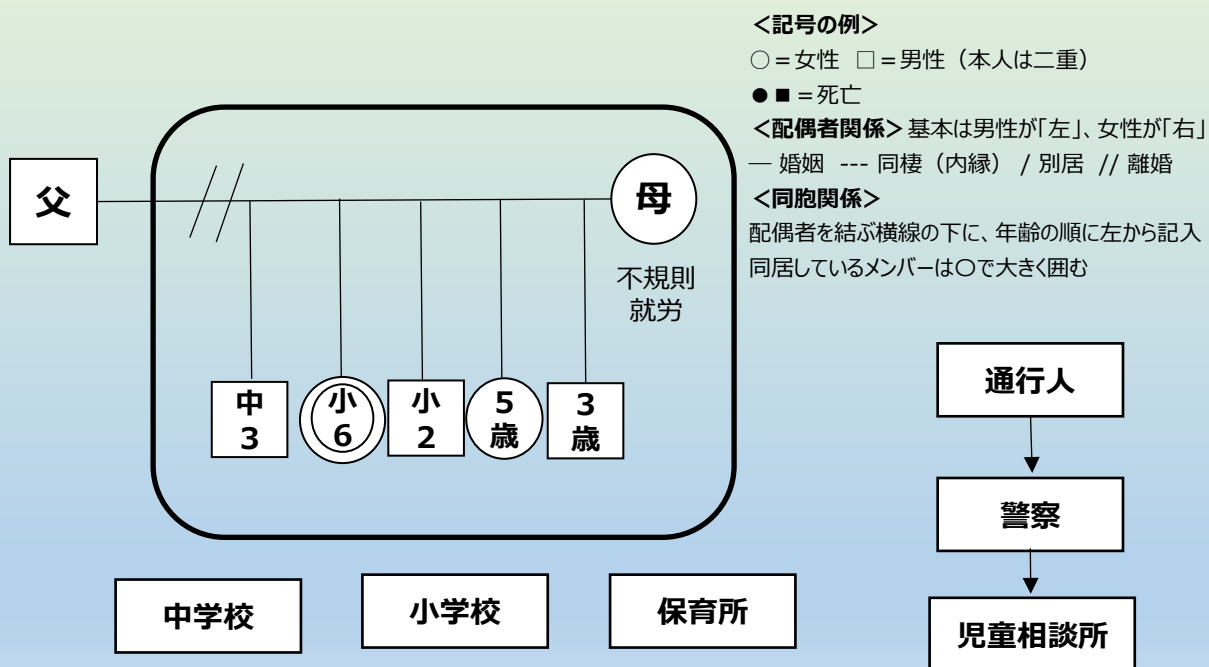 <記号の例>
○=女性 □=男性(本人は二重)
●■=死亡
<配偶者関係>基本は男性が「左」、女性が「右」
― 婚姻 --- 同棲(内縁) / 別居 // 離婚
<同胞関係>
配偶者を結ぶ横線の下に、年齢の順に左から記入
同居しているメンバーは〇で大きく囲む
父
母
不規則
就労
中
3
小
6
小
2
5
歳
3
歳
通行人
警察
児童相談所
中学校
小学校
保育所